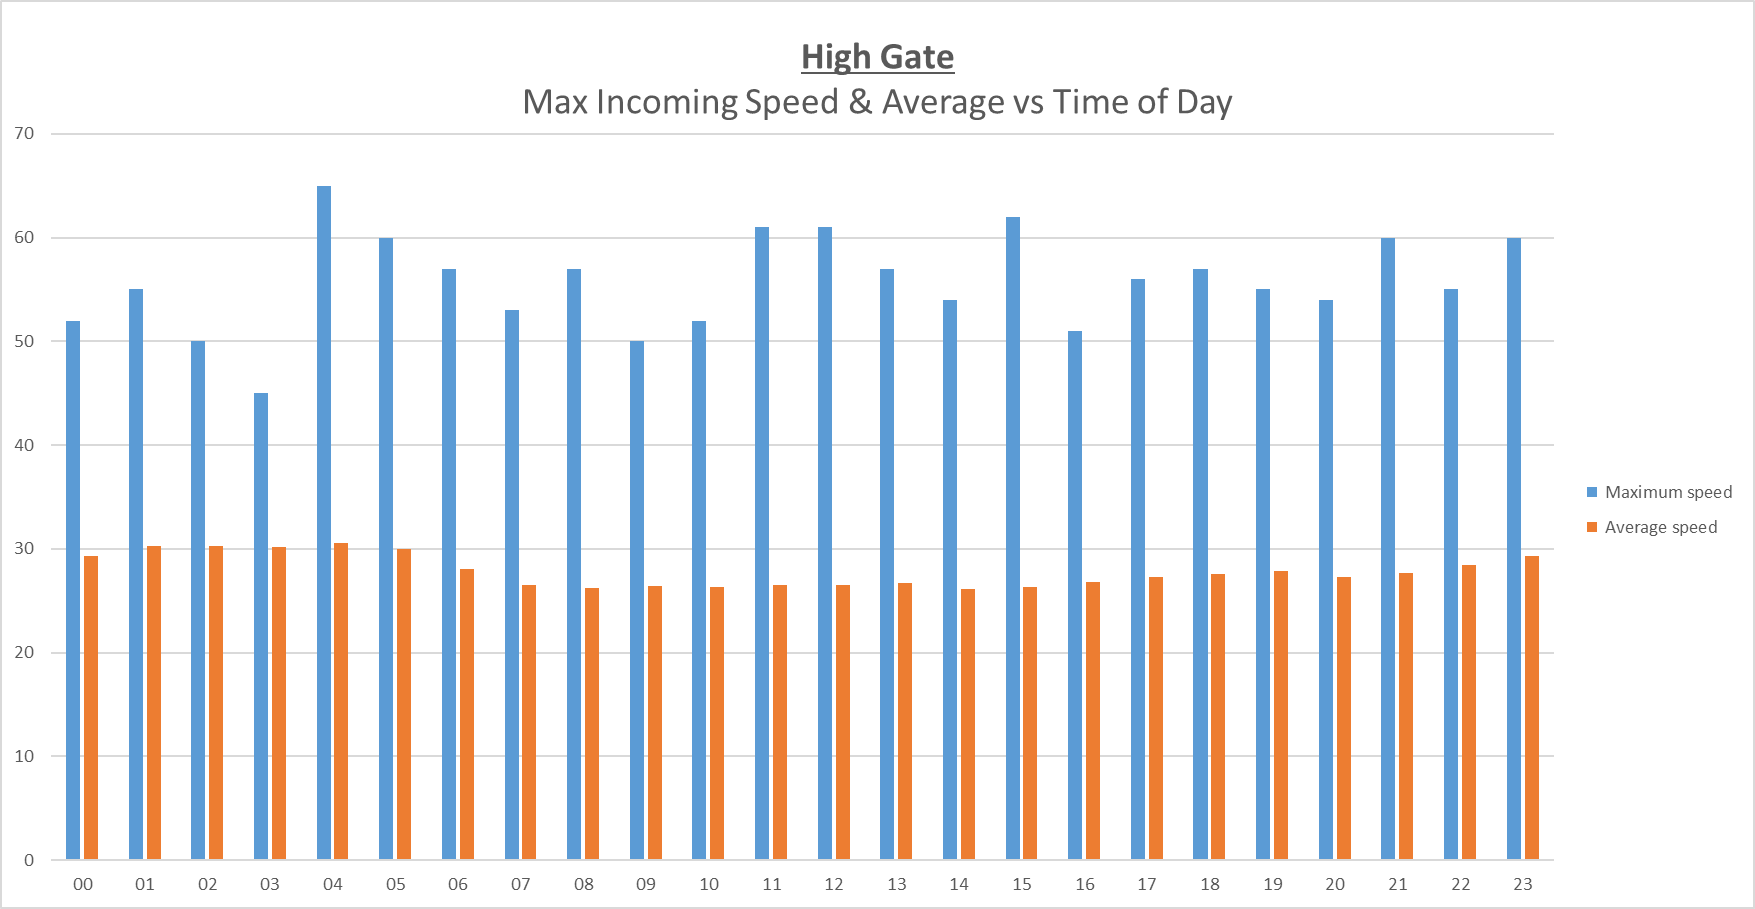 High Gate
Max Incoming Speed & Average vs Time of Day
70
60
50
40
30
20
10
0
00 01 02 03 04 05 06 07 08 09 10 11 12 13 14 15 16 17 18 19 20 21 22 23
Maximum speed
Average speed